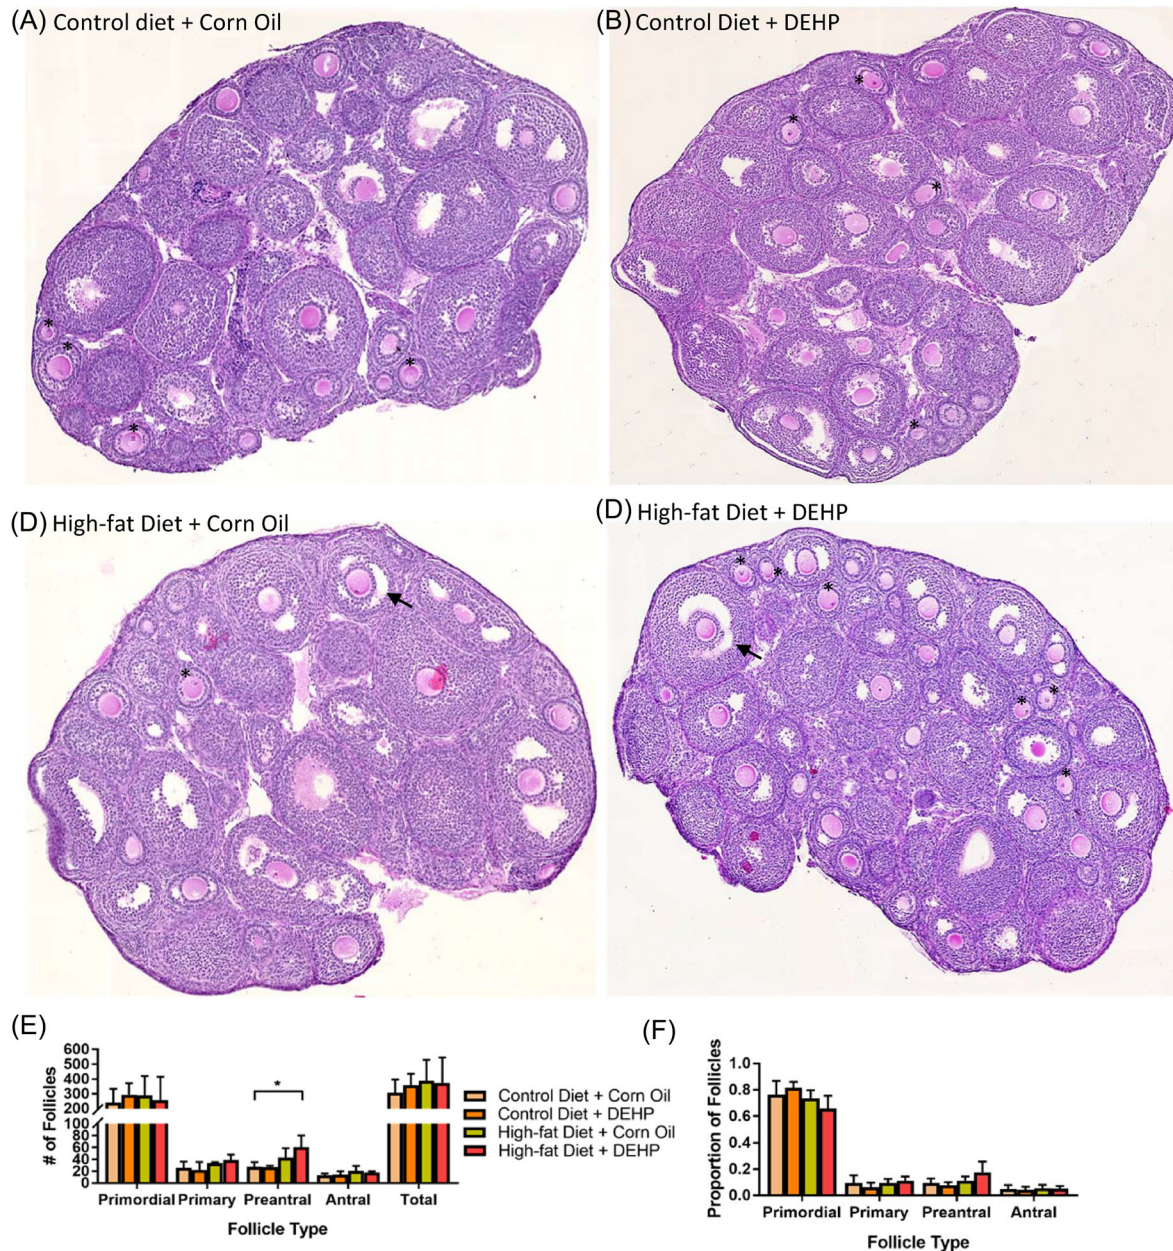 (A) Control diet + Corn Oil
(B) Control Diet + DEHP
*
*
*
*
*
*
*
*
(D) High-fat Diet + Corn Oil
(D) High-fat Diet + DEHP
*
*
*
*
*
*
*
(E)
# of Follicles
600
500
400
300
200
100
80
60
40
20
0
*
Primordial Primary Preantral Antral Total
Follicle Type
Control Diet + Corn Oil
Control Diet + DEHP
High-fat Diet + Corn Oil
High-fat Diet + DEHP
(F)
Proportion of Follicles
1.0
0.8
0.6
0.4
0.2
0.0
Primordial Primary Preantral Antral
Follicle Type